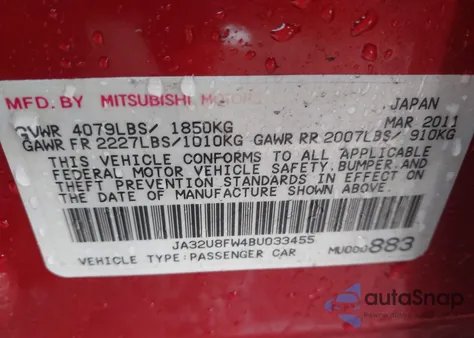 MFD. BY MITSUBISHI MOTORS JAPAN
GVWR 4079LBS/ 1850KG MAR 2011
GAWR FR 2227LBS/1010KG GAWR RR 2007LBS/ 910KG
THIS VEHICLE CONFORMS TO ALL APPLICABLE
FEDERAL MOTOR VEHICLE SAFETY,BUMPER,AND
THEFT PREVENTION STANDARDS IN EFFECT ON
THE DATE OF MANUFACTURE SHOWN ABOVE.
JA32U8FW4BU033455
VEHICLE TYPE:PASSENGER CAR MU000883
autoSnap